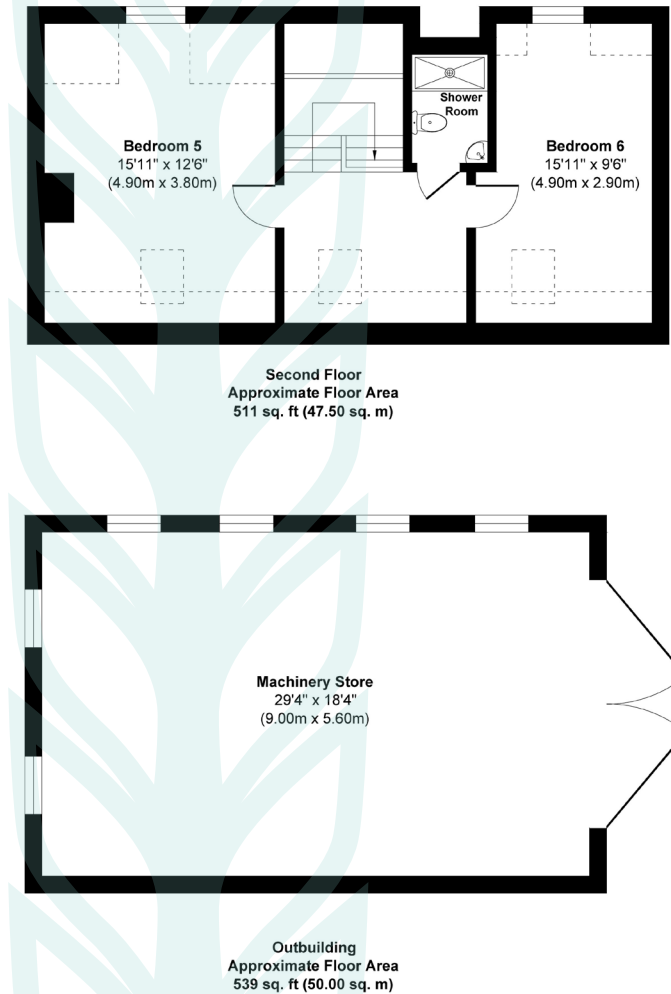 Bedroom 5
15'11" x 12'6"
(4.90m x 3.80m)
Shower
Room
Bedroom 6
15'11" x 9'6"
(4.90m x 2.90m)
Second Floor
Approximate Floor Area
511 sq. ft (47.50 sq. m)
Machinery Store
29'4" x 18'4"
(9.00m x 5.60m)
Outbuilding
Approximate Floor Area
539 sq. ft (50.00 sq. m)